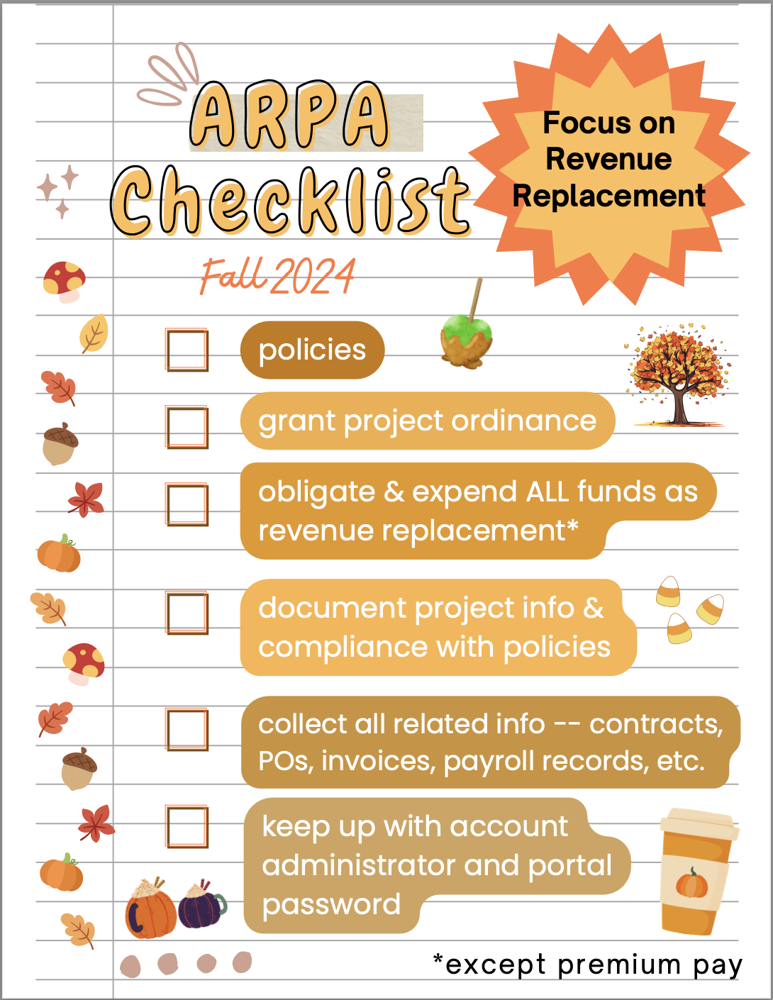 ARPA
Checklist
Fall 2024
Focus on
Revenue
Replacement
policies
grant project ordinance
obligate & expend ALL funds as
revenue replacement*
document project info &
compliance with policies
collect all related info -- contracts,
POs, invoices, payroll records, etc.
keep up with account
administrator and portal
password
*except premium pay